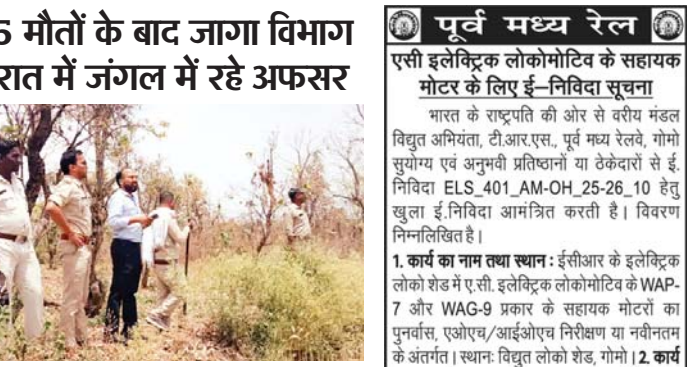 5 मौतों के बाद जागा विभाग
रात में जंगल में रहे अफसर
पूर्व मध्य रेल
एसी इलेक्ट्रिक लोकोमोटिव के सहायक
मोटर के लिए ई–निविदा सूचना
भारत के राष्ट्रपति की ओर से वरीय मंडल
विद्युत अभियंता, टी.आर.एस., पूर्व मध्य रेलवे, गोमो
सुयोग्य एवं अनुभवी प्रतिष्ठानों या ठेकेदारों से ई.
निविदा ELS_401_AM-OH_25-26_10 हेतु
खुला ई.निविदा आमंत्रित करती है। विवरण
निम्नलिखित है।
1. कार्य का नाम तथा स्थान : ईसीआर के इलेक्ट्रिक
लोको शेड में ए.सी. इलेक्ट्रिक लोकोमोटिव के WAP-
7 और WAG-9 प्रकार के सहायक मोटरों का
पुनर्वास, एओएच/आईओएच निरीक्षण या नवीनतम
के अंतर्गत। स्थानः विद्युत लोको शेड, गोमो। 2. कार्य